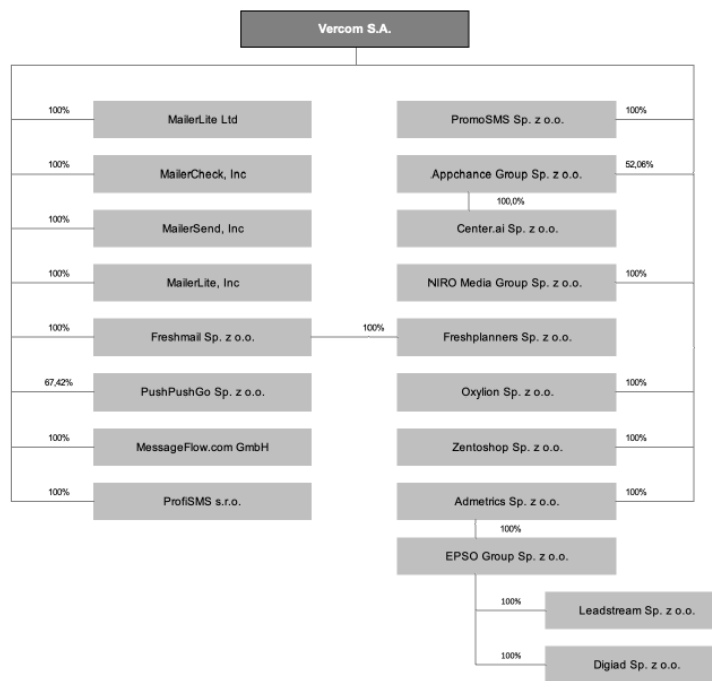 Vercom S.A.
100%
MailerLite Ltd
PromoSMS Sp. z o.o.
100%
100%
MailerCheck, Inc
Appchance Group Sp. z o.o.
52,06%
100,0%
100%
MailerSend, Inc
Center.ai Sp. z o.o.
100%
MailerLite, Inc
NIRO Media Group Sp. z o.o.
100%
100%
Freshmail Sp. z o.o.
100%
Freshplanners Sp. z o.o.
67,42%
PushPushGo Sp. z o.o.
Oxylion Sp. z o.o.
100%
100%
MessageFlow.com GmbH
Zentoshop Sp. z o.o.
100%
100%
ProfiSMS s.r.o.
Admetrics Sp. z o.o.
100%
100%
EPSO Group Sp. z o.o.
100%
Leadstream Sp. z o.o.
100%
Digiad Sp. z o.o.